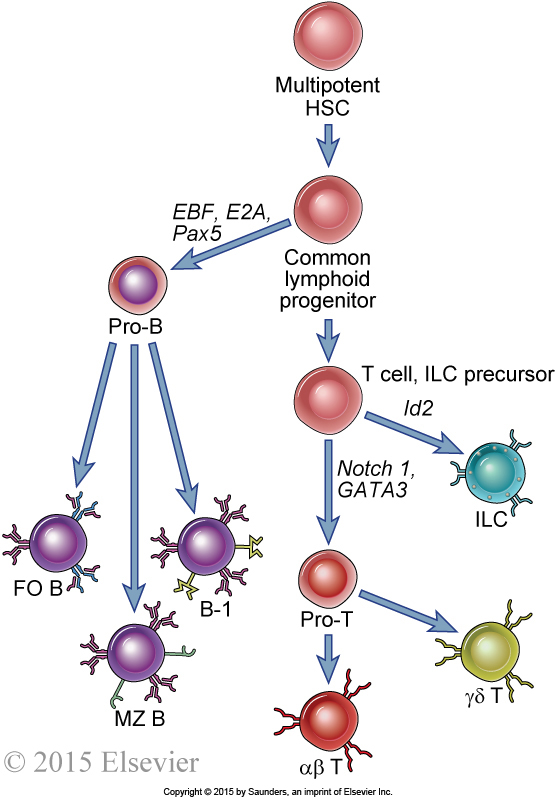 Multipotent
HSC
EBF, E2A,
Pax5
Common
lymphoid
progenitor
Pro-B
T cell, ILC precursor
Id2
Notch 1,
GATA3
ILC
FO B
B-1
Pro-T
MZ B
γδ T
αβ T
© 2015 Elsevier
Copyright © 2015 by Saunders, an imprint of Elsevier Inc.